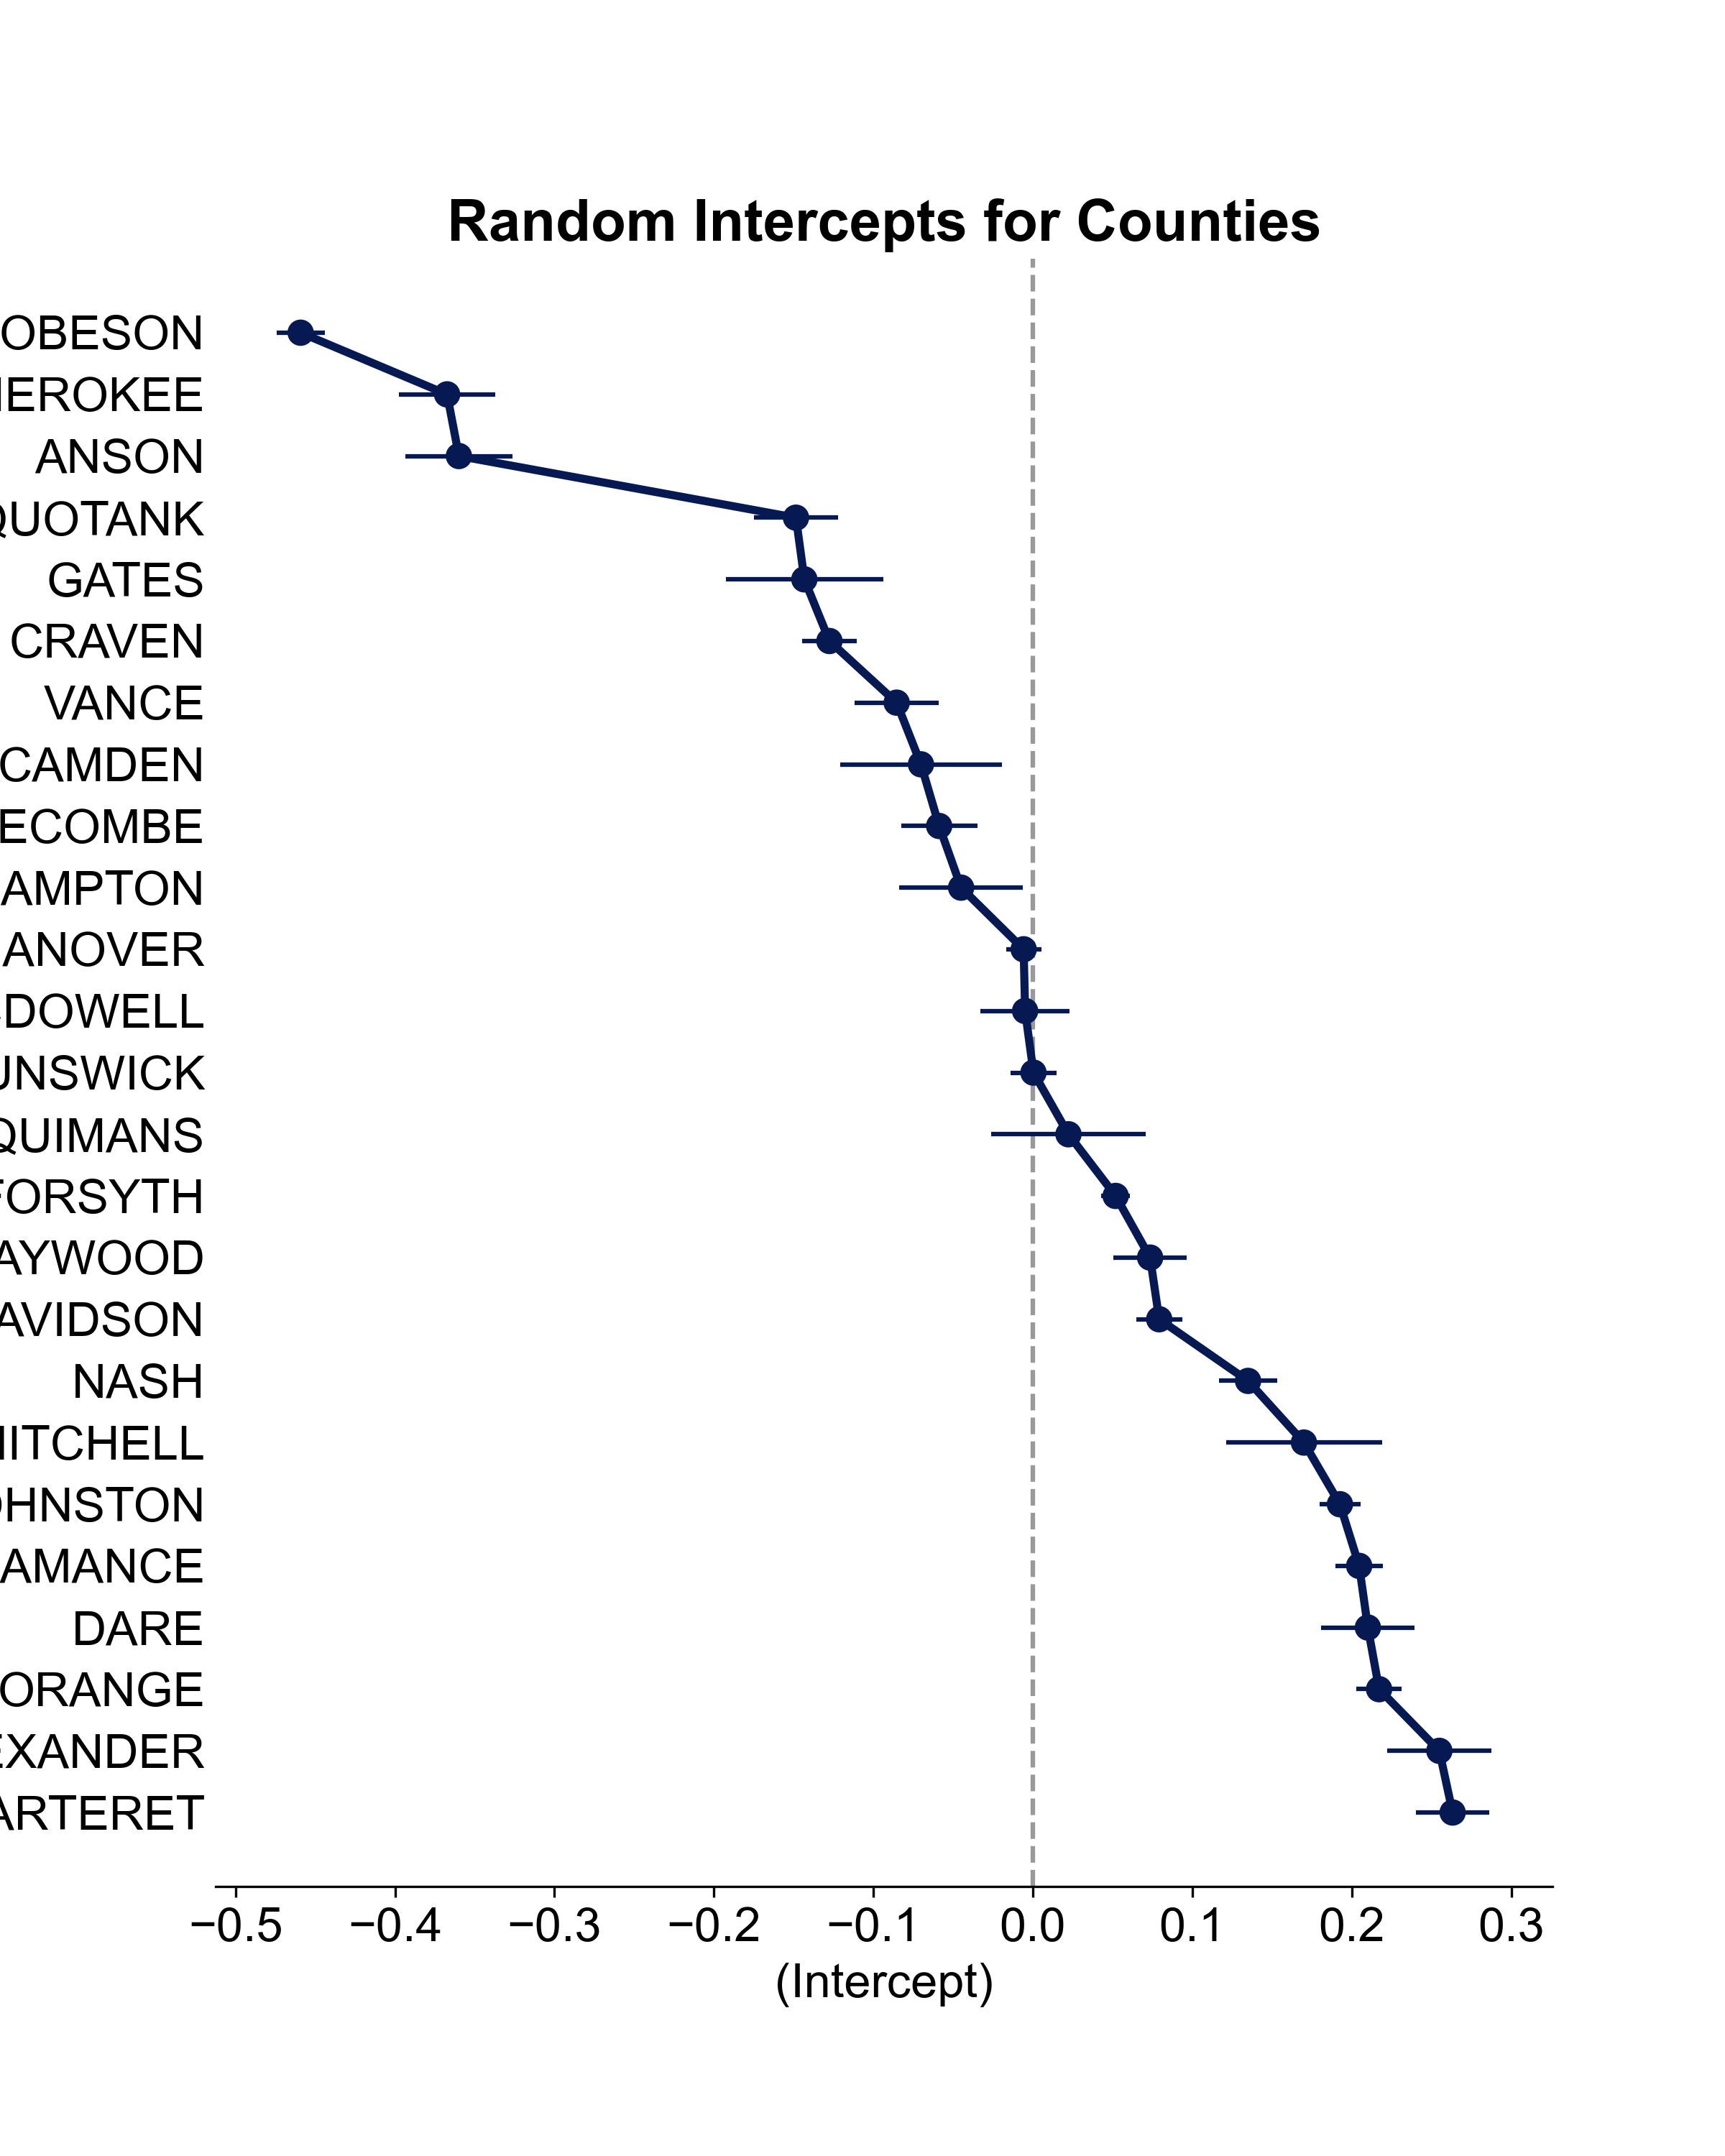 Random Intercepts for Counties
OBESON
HEROKEE
ANSON
QUOTANK
GATES
CRAVEN
VANCE
CAMDEN
ECOMBE
AMPTON
ANOVER
DOWELL
UNSWICK
QUIMANS
FORSYTH
AYWOOD
AVIDSON
NASH
MITCHELL
OHNSTON
AMANCE
DARE
ORANGE
EXANDER
ARTERET
−0.5 −0.4 −0.3 −0.2 −0.1 0.0 0.1 0.2 0.3
(Intercept)